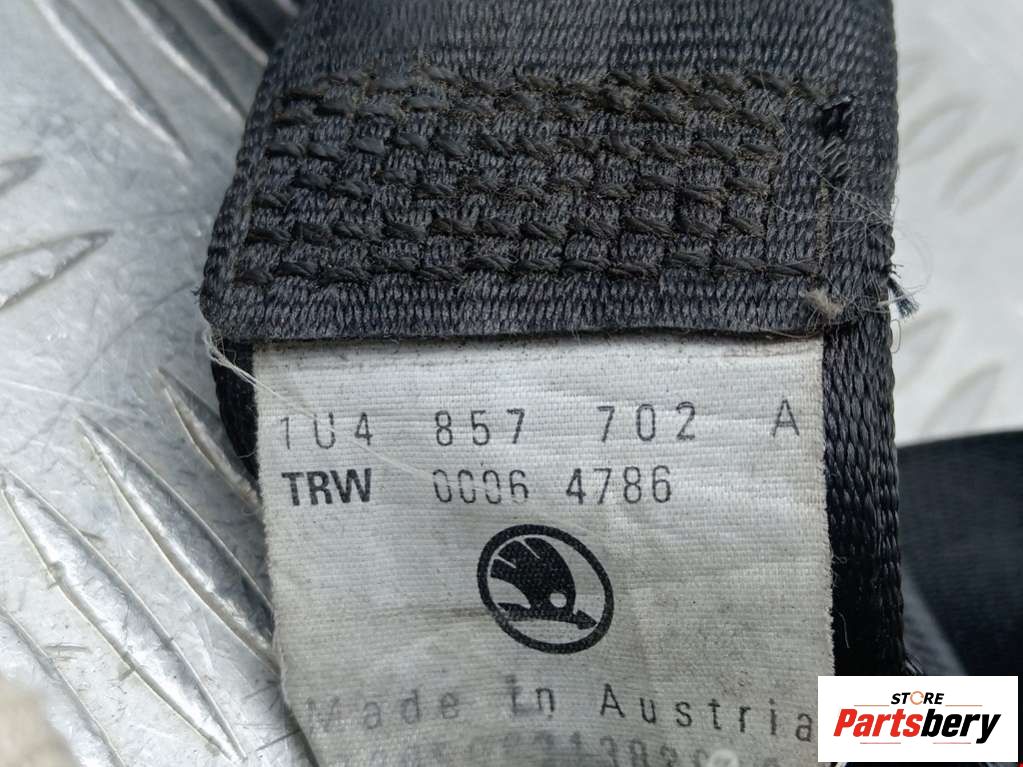 1U4 857 702 A
TRW 0006 4786
Made in Austria
STORE
Partsbery